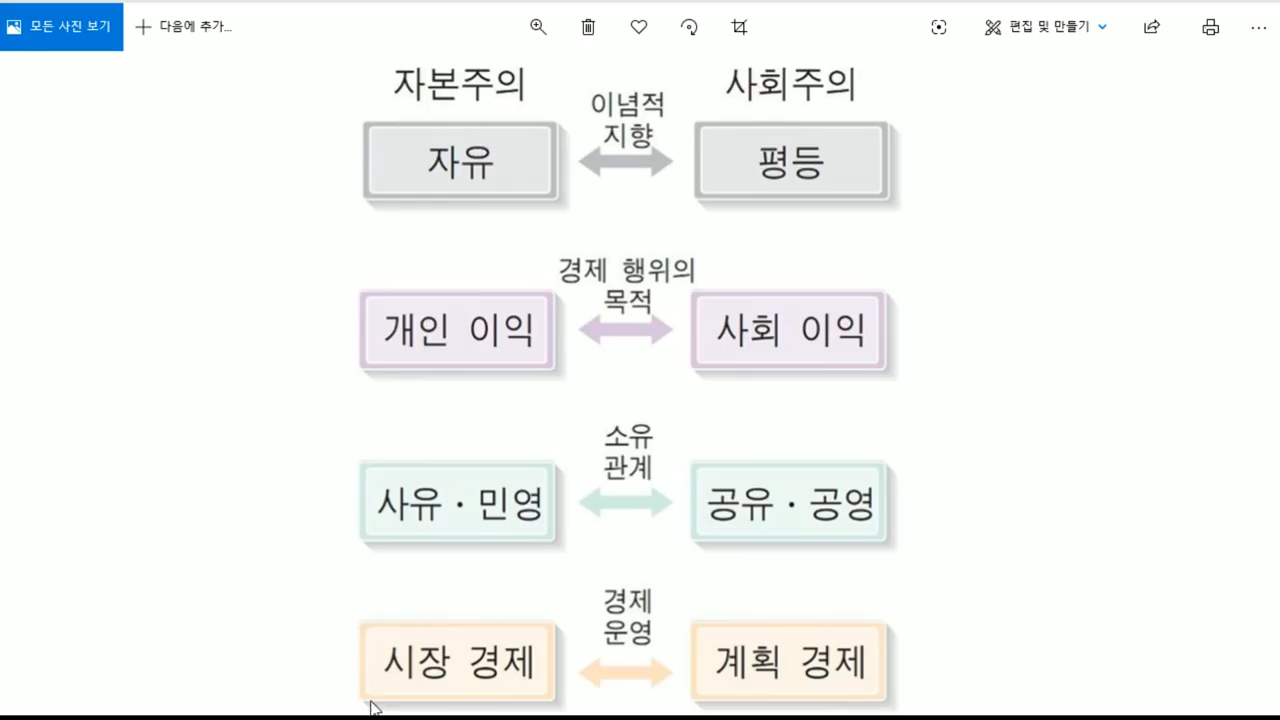 모든 사진 보기
다음에 추가...
편집 및 만들기
자본주의
사회주의
이념적
지향
자유
평등
경제 행위의
목적
개인 이익
사회 이익
소유
관계
사유 · 민영
공유 · 공영
경제
운영
시장 경제
계획 경제